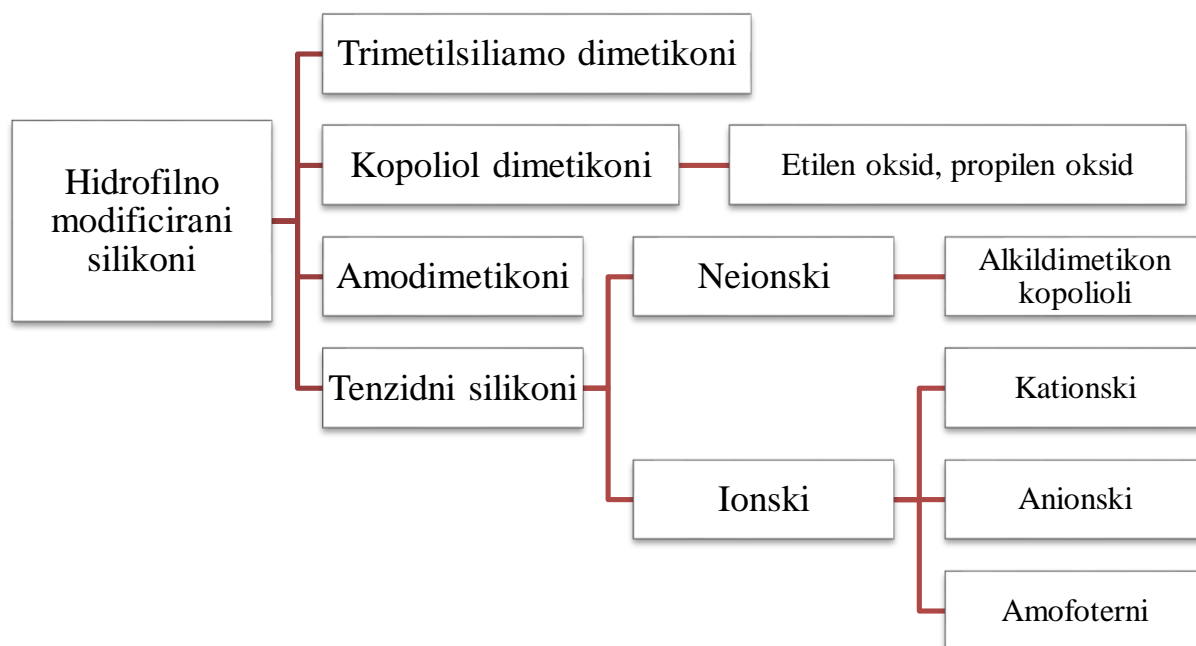 Hidrofilno
modificirani
silikoni
Trimetilsiliamo dimetikoni
Kopoliol dimetikoni
Etilen oksid, propilen oksid
Amodimetikoni
Tenzidni silikoni
Neionski
Alkildimetikon
kopolioli
Ionski
Kationski
Anionski
Amofoterni